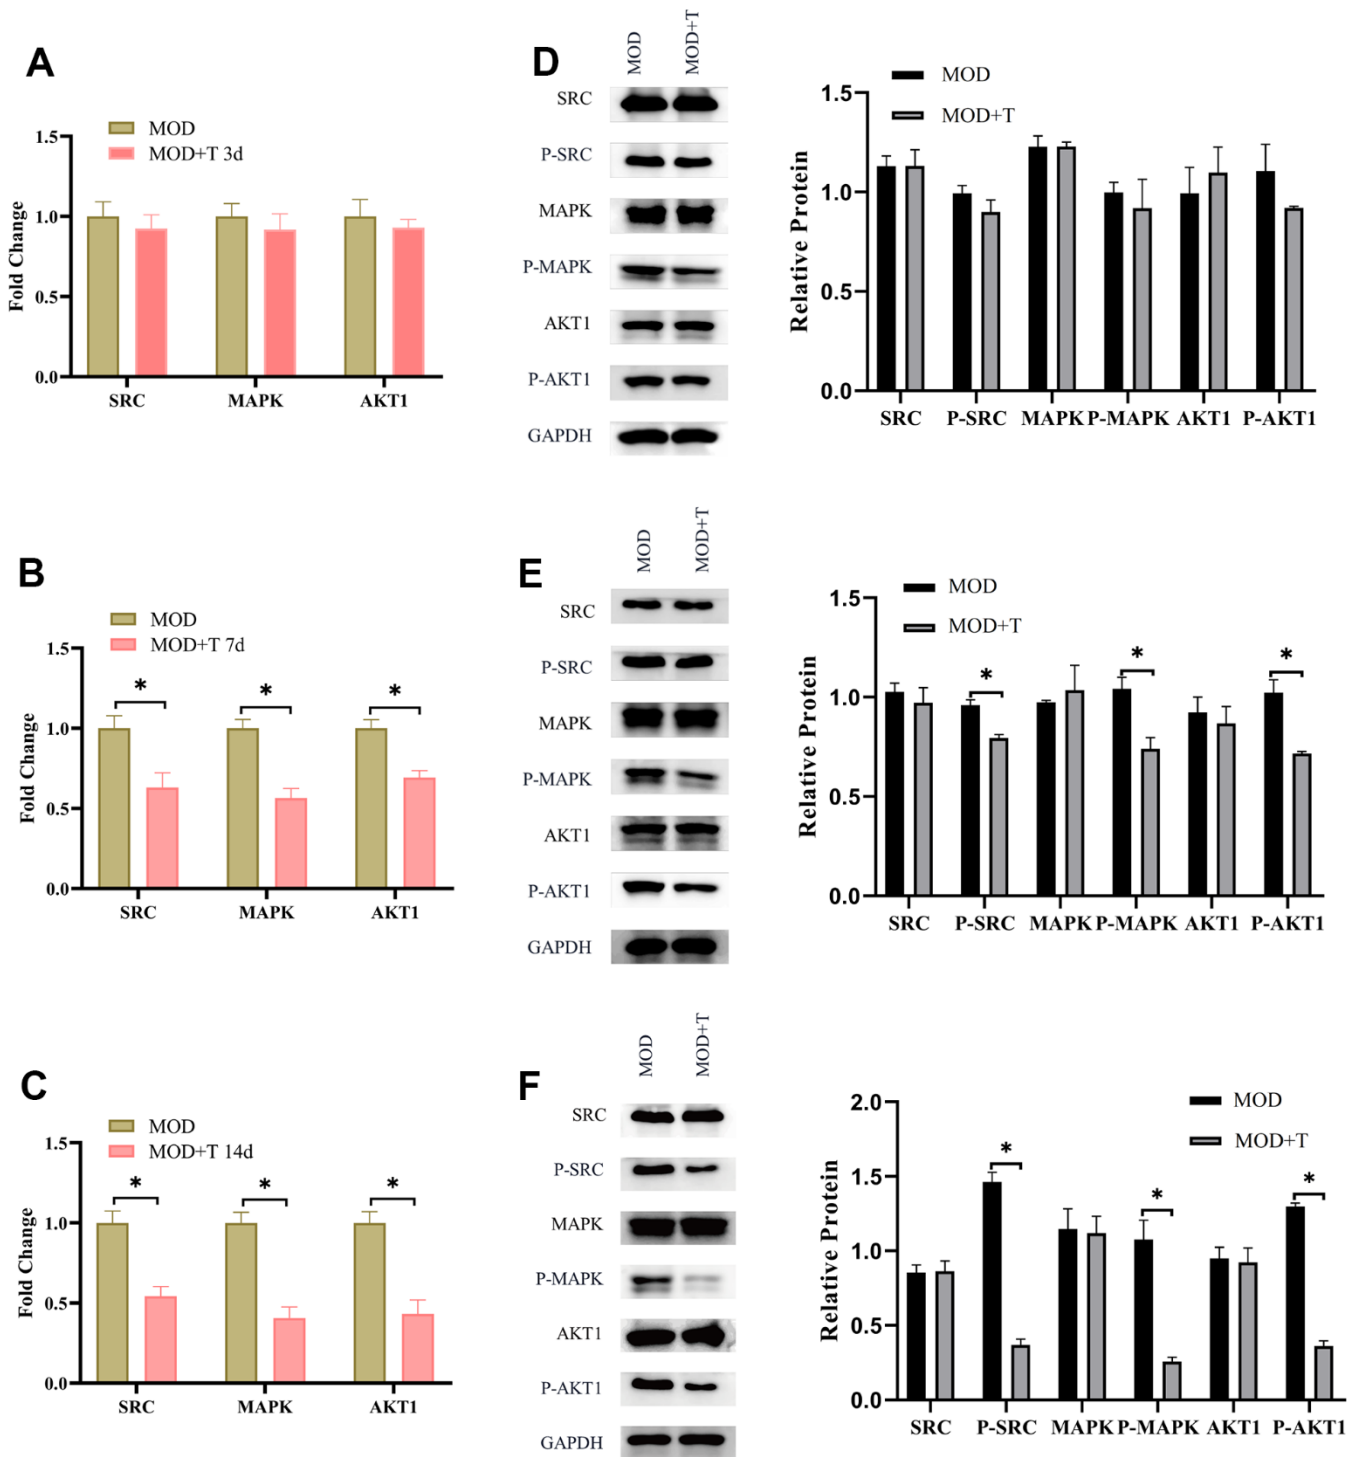 A
MOD
MOD+T 3d
Fold Change
1.5
1.0
0.5
0.0
SRC MAPK AKT1
D
MOD MOD+T
SRC
P-SRC
MAPK
P-MAPK
AKT1
P-AKT1
GAPDH
MOD
MOD+T
Relative Protein
1.5
1.0
0.5
0.0
SRC P-SRC MAPK P-MAPK AKT1 P-AKT1
B
MOD
MOD+T 7d
Fold Change
1.5
1.0
0.5
0.0
* * *
SRC MAPK AKT1
E
MOD MOD+T
SRC
P-SRC
MAPK
P-MAPK
AKT1
P-AKT1
GAPDH
MOD
MOD+T
Relative Protein
1.5
1.0
0.5
0.0
* * *
SRC P-SRC MAPK P-MAPK AKT1 P-AKT1
C
MOD
MOD+T 14d
Fold Change
1.5
1.0
0.5
0.0
* * *
SRC MAPK AKT1
F
MOD MOD+T
SRC
P-SRC
MAPK
P-MAPK
AKT1
P-AKT1
GAPDH
MOD
MOD+T
Relative Protein
2.0
1.5
1.0
0.5
0.0
* * *
SRC P-SRC MAPK P-MAPK AKT1 P-AKT1